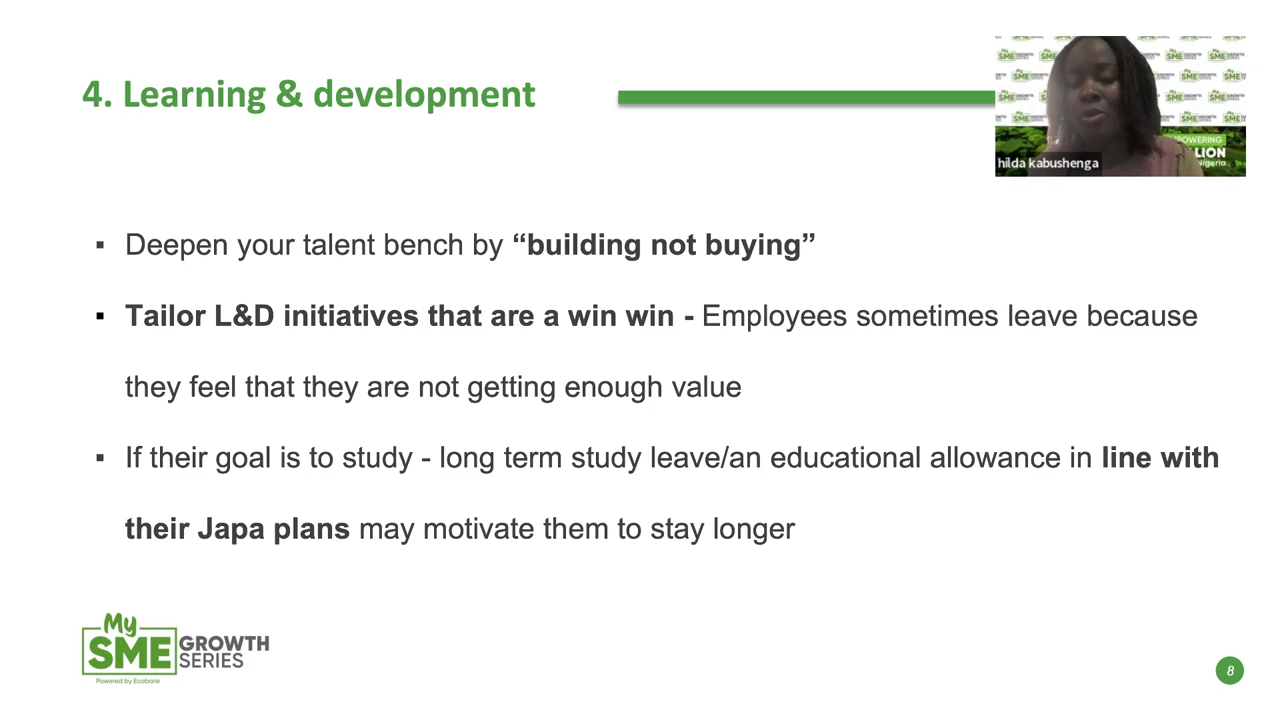 4. Learning & development
hilda kabushenga
▪ Deepen your talent bench by “building not buying”
▪ Tailor L&D initiatives that are a win win - Employees sometimes leave because
they feel that they are not getting enough value
▪ If their goal is to study - long term study leave/an educational allowance in line with
their Japa plans may motivate them to stay longer
My
SME GROWTH
SERIES
Powered by Ecobank
8